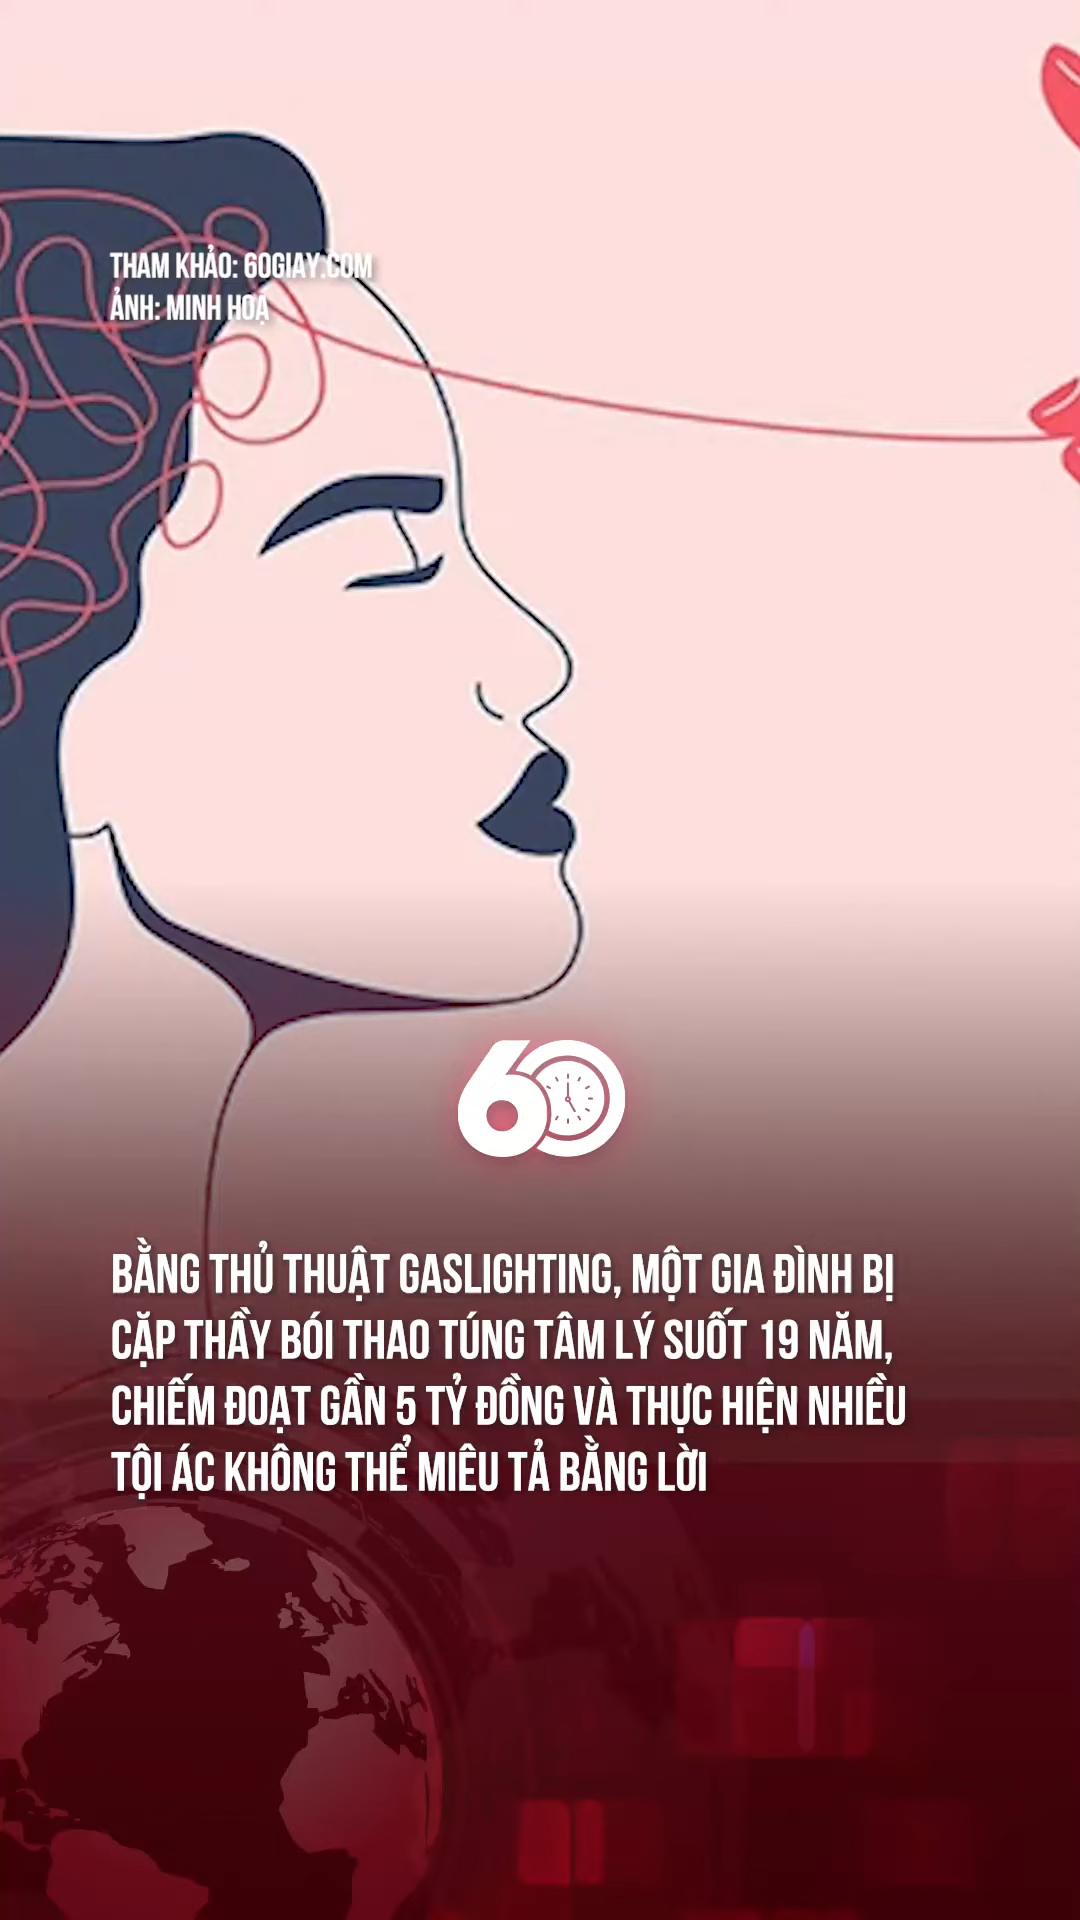 THAM KHẢO: 60GIAY.COM
ẢNH: MINH HOẠ
60
BẰNG THỦ THUẬT GASLIGHTING, MỘT GIA ĐÌNH BỊ
CẶP THẦY BÓI THAO TÚNG TÂM LÝ SUỐT 19 NĂM,
CHIẾM ĐOẠT GẦN 5 TỶ ĐỒNG VÀ THỰC HIỆN NHIỀU
TỘI ÁC KHÔNG THỂ MIÊU TẢ BẰNG LỜI